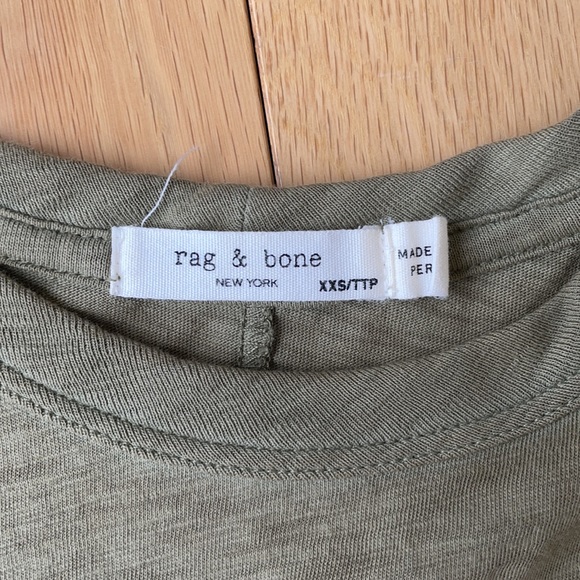 rag & bone
NEW YORK
XXS/TTP
MADE
PER